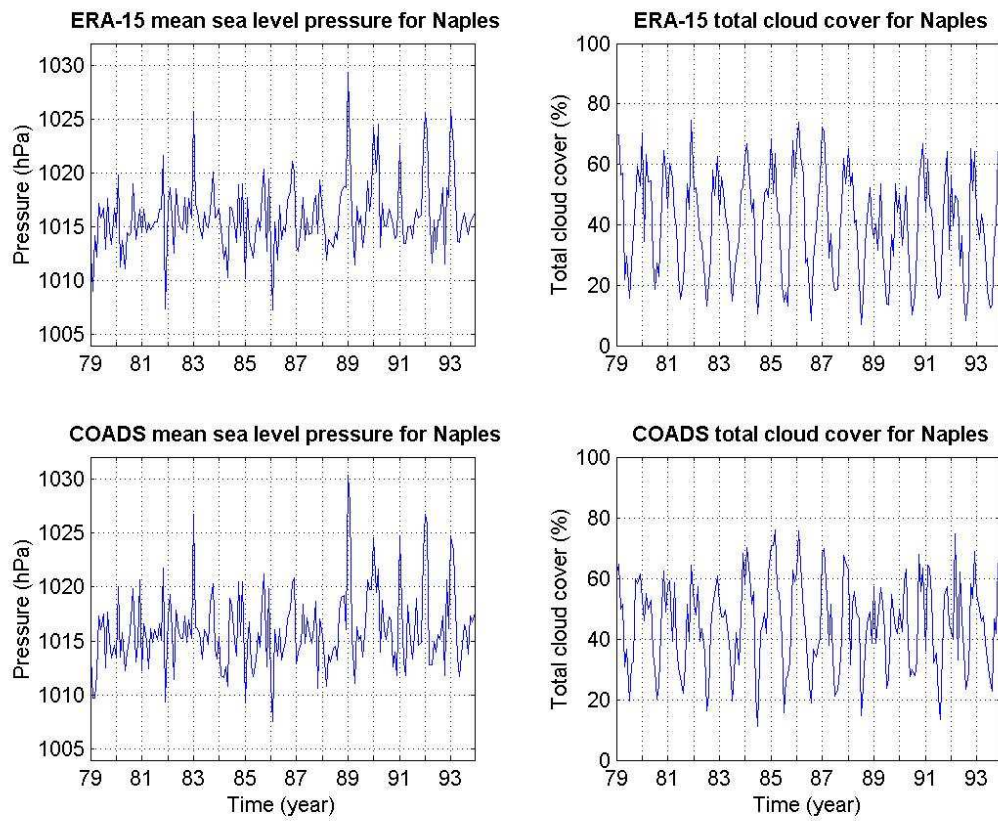 ERA-15 mean sea level pressure for Naples
Pressure (hPa)
1030
1025
1020
1015
1010
1005
79 81 83 85 87 89 91 93
ERA-15 total cloud cover for Naples
Total cloud cover (%)
100
80
60
40
20
0
79 81 83 85 87 89 91 93
COADS mean sea level pressure for Naples
Pressure (hPa)
1030
1025
1020
1015
1010
1005
79 81 83 85 87 89 91 93
Time (year)
COADS total cloud cover for Naples
Total cloud cover (%)
100
80
60
40
20
0
79 81 83 85 87 89 91 93
Time (year)